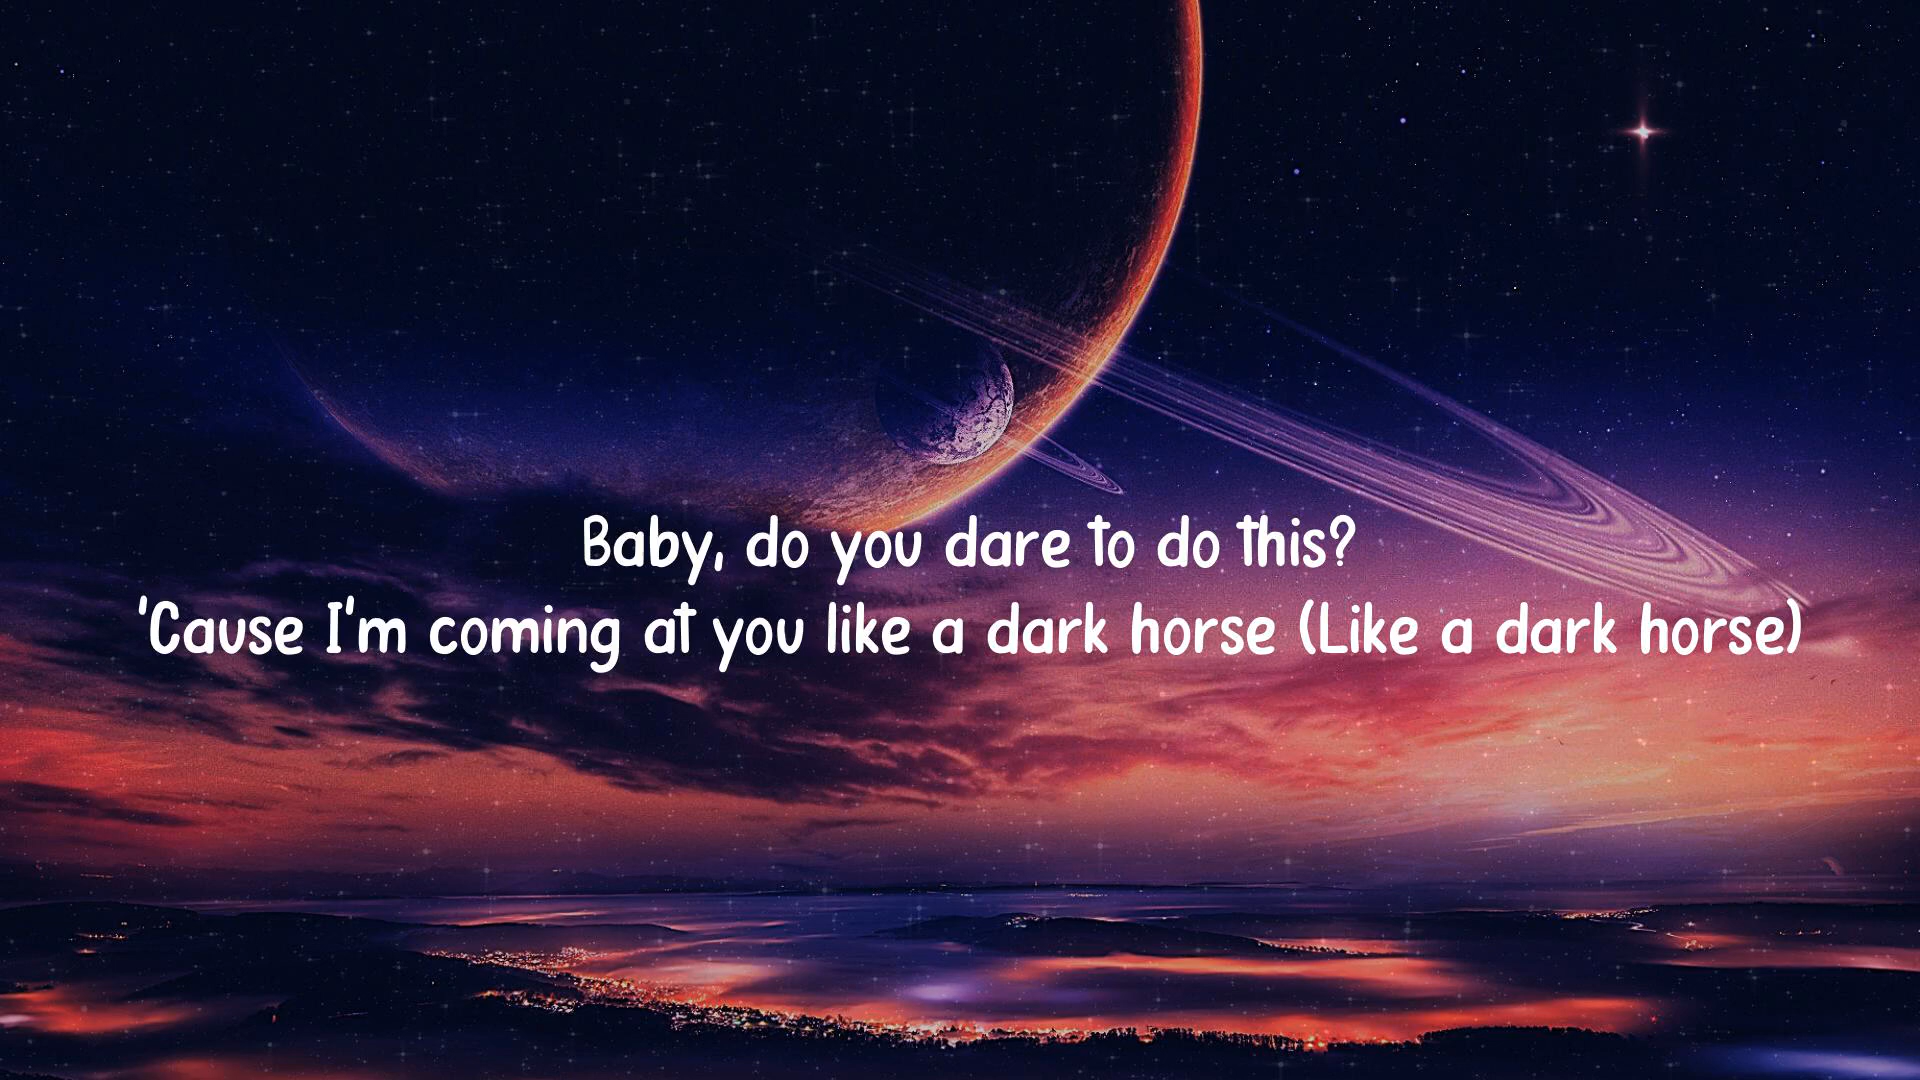 Baby, do you dare to do this?
'Cause I'm coming at you like a dark horse (Like a dark horse)